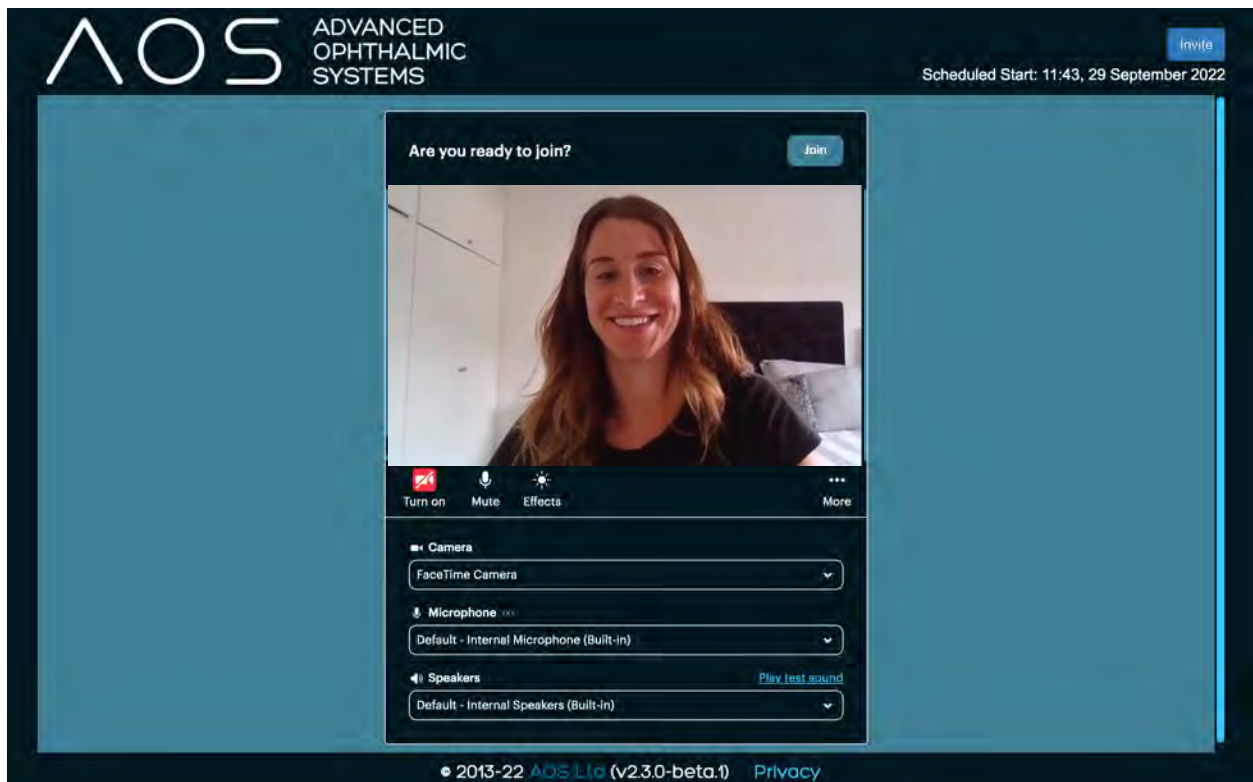 AOS
ADVANCED
OPHTHALMIC
SYSTEMS
Invite
Scheduled Start: 11:43, 29 September 2022
Are you ready to join?
Join
Turn on Mute Effects
More
Camera
FaceTime Camera
Microphone
Default - Internal Microphone (Built-in)
Speakers
Play test sound
Default - Internal Speakers (Built-in)
© 2013-22 AOS Ltd (v2.3.0-beta.1) Privacy